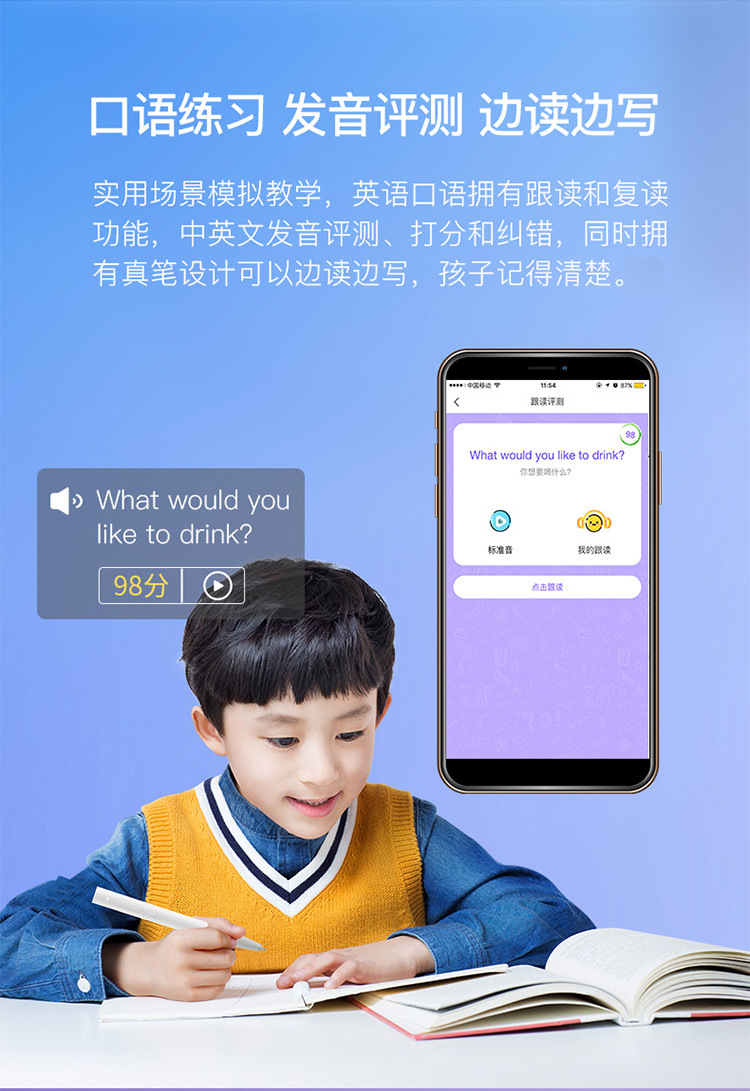 口语练习 发音评测 边读边写
实用场景模拟教学，英语口语拥有跟读和复读
功能，中英文发音评测、打分和纠错，同时拥
有真笔设计可以边读边写，孩子记得清楚。
中国移动
11:54
87%
跟读评测
98
What would you like to drink?
你想要喝什么?
标准音
我的跟读
点击跟读
What would you
like to drink?
98分